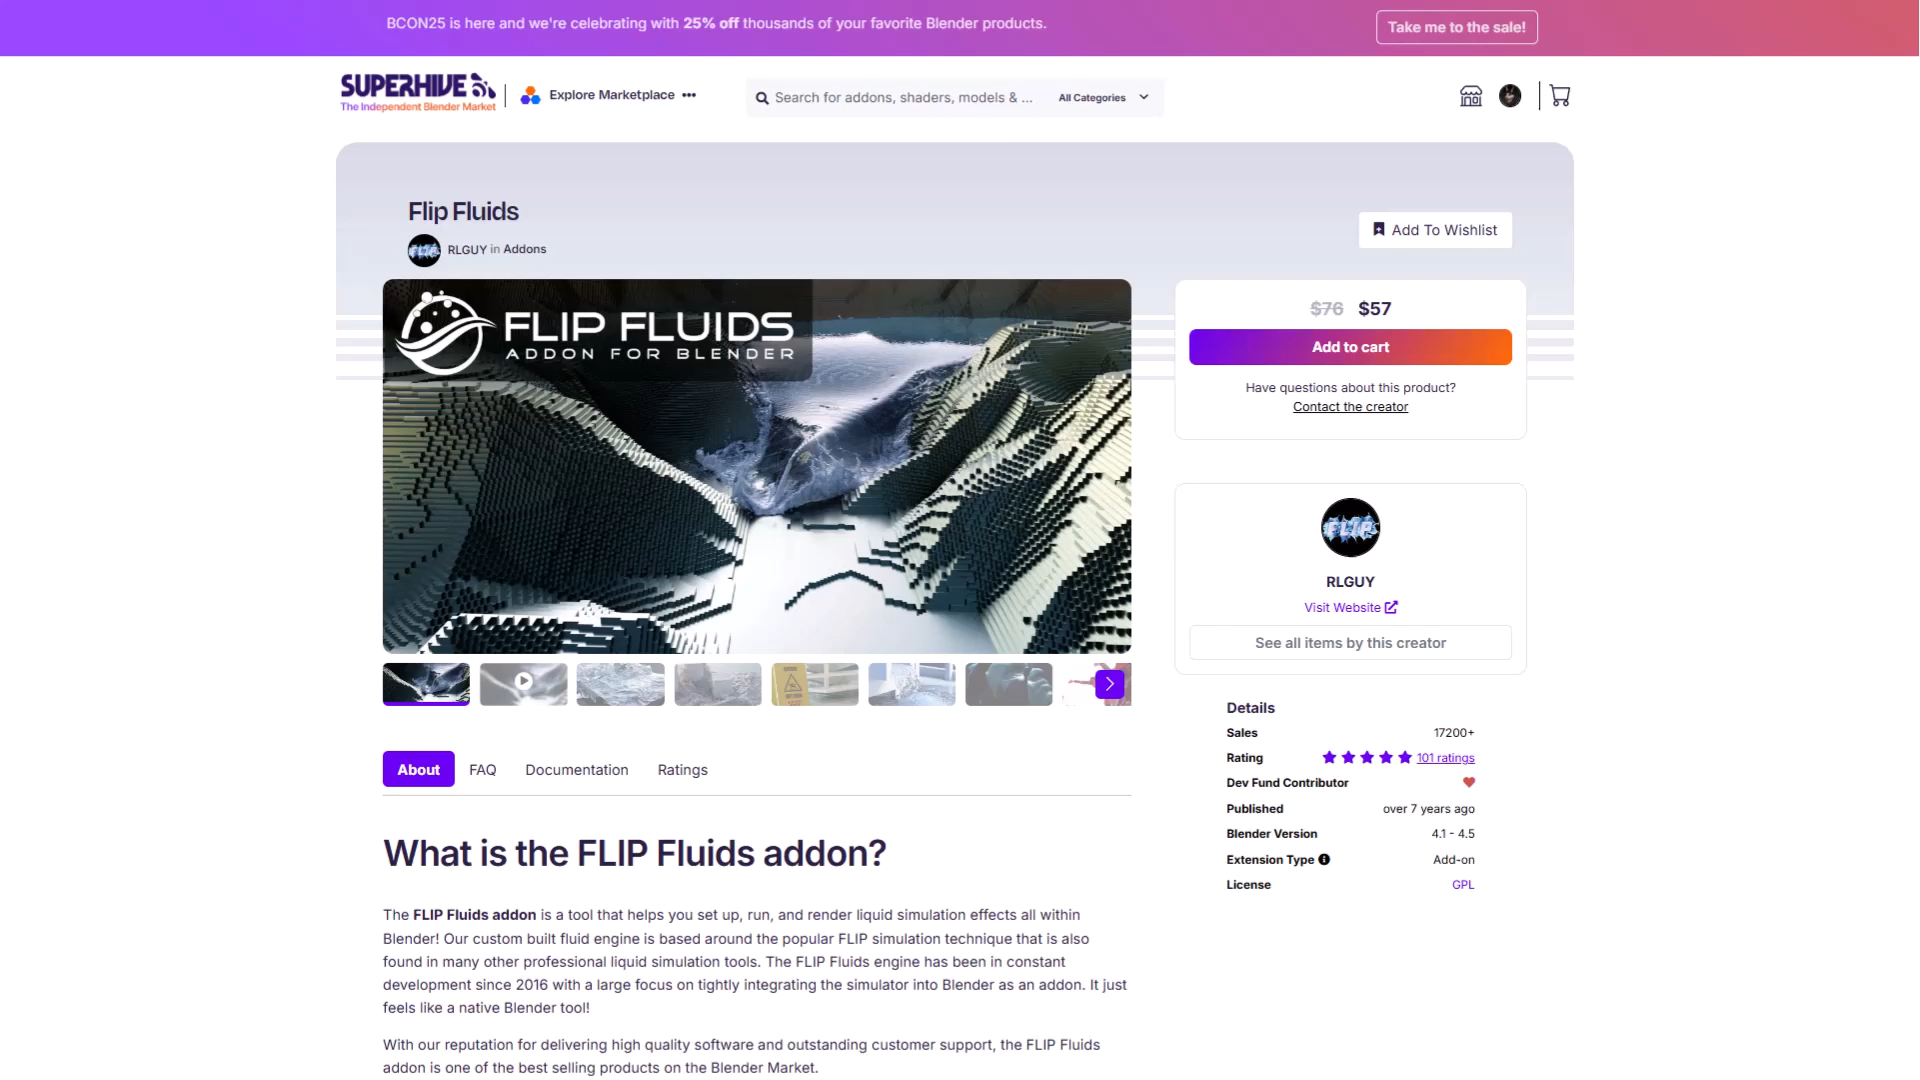 BCON25 is here and we're celebrating with 25% off thousands of your favorite Blender products.
Take me to the sale!
SUPERHIVE
The Independent Blender Market
Explore Marketplace •••
Search for addons, shaders, models & ...
All Categories
Flip Fluids
RLGUY in Addons
Add To Wishlist
FLIP FLUIDS
ADDON FOR BLENDER
$76 $57
Add to cart
Have questions about this product?
Contact the creator
FLIP
RLGUY
Visit Website
See all items by this creator
About
FAQ
Documentation
Ratings
Details
Sales 17200+
Rating 101 ratings
Dev Fund Contributor
Published over 7 years ago
Blender Version 4.1 - 4.5
Extension Type Add-on
License GPL
What is the FLIP Fluids addon?
The FLIP Fluids addon is a tool that helps you set up, run, and render liquid simulation effects all within
Blender! Our custom built fluid engine is based around the popular FLIP simulation technique that is also
found in many other professional liquid simulation tools. The FLIP Fluids engine has been in constant
development since 2016 with a large focus on tightly integrating the simulator into Blender as an addon. It just
feels like a native Blender tool!
With our reputation for delivering high quality software and outstanding customer support, the FLIP Fluids
addon is one of the best selling products on the Blender Market.